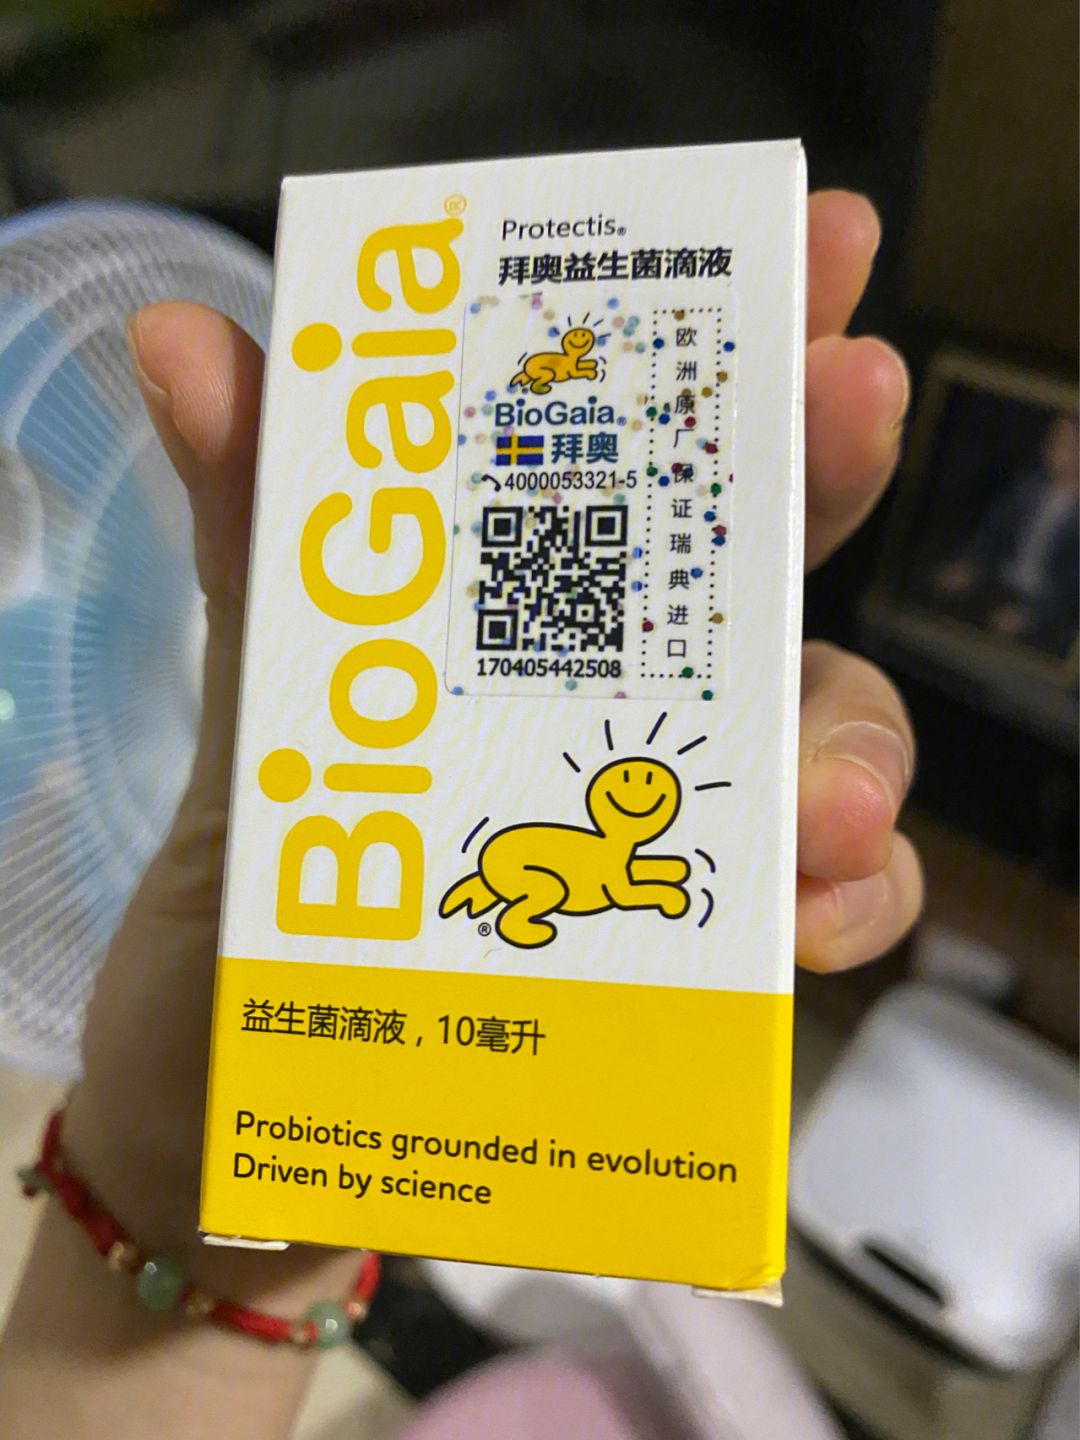 BioGaia®
Protectis®
拜奥益生菌滴液
BioGaia®
拜奥
4000053321-5
170405442508
欧洲原厂保证瑞典进口
®
益生菌滴液，10毫升
Probiotics grounded in evolution
Driven by science